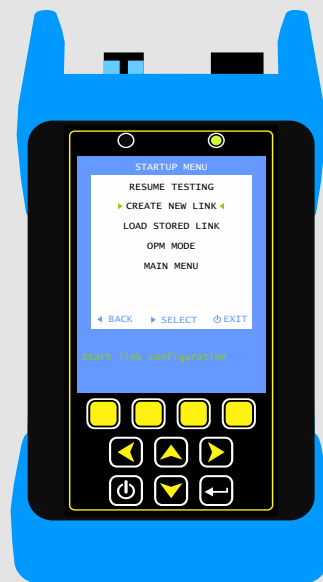 STARTUP MENU
RESUME TESTING
CREATE NEW LINK
LOAD STORED LINK
OPM MODE
MAIN MENU
BACK SELECT EXIT
Start link configuration